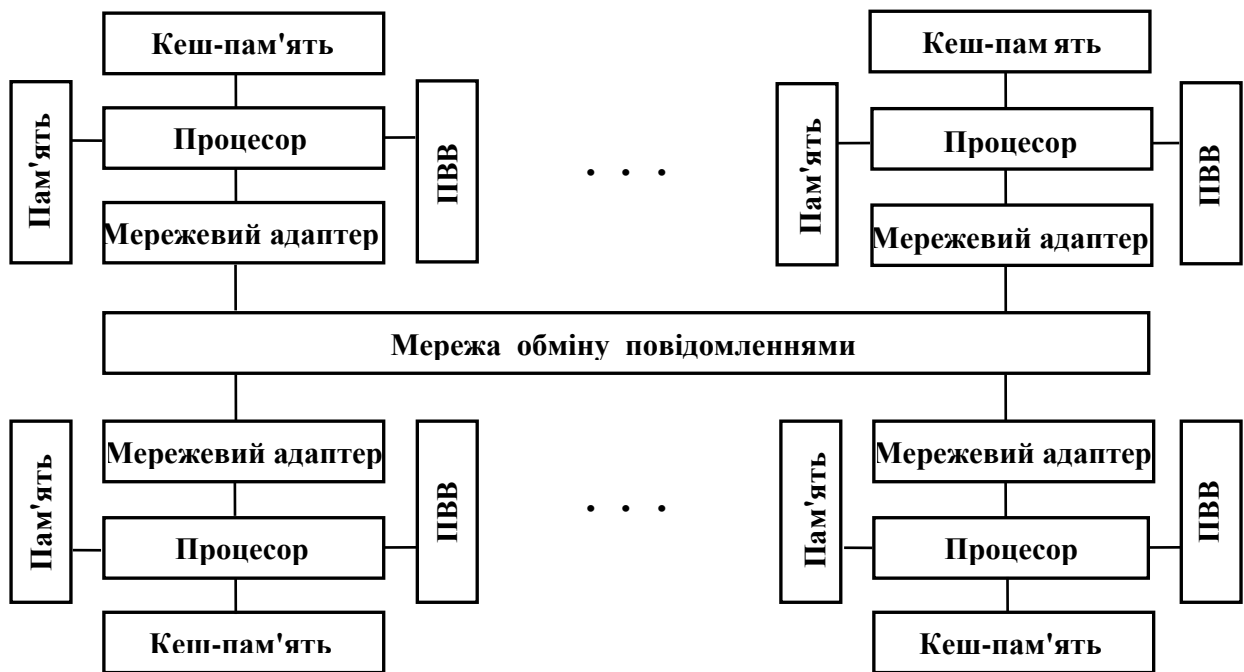 Кеш-пам'ять
Пам'ять
Процесор
ПВВ
Мережевий адаптер
. . .
Кеш-пам ять
Пам'ять
Процесор
ПВВ
Мережевий адаптер
Мережа обміну повідомленнями
Пам'ять
Мережевий адаптер
Процесор
ПВВ
Кеш-пам'ять
. . .
Пам'ять
Мережевий адаптер
Процесор
ПВВ
Кеш-пам'ять